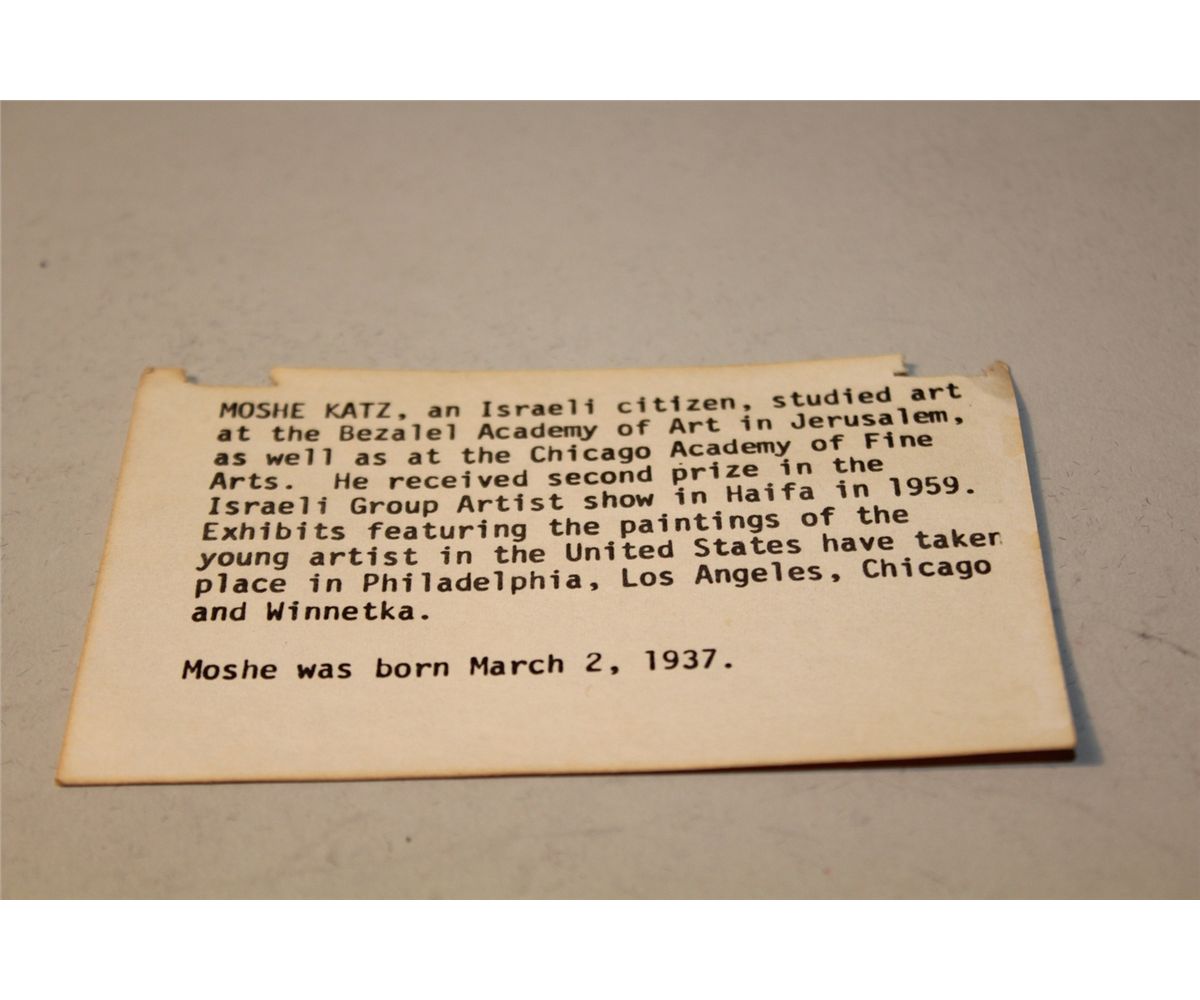 MOSHE KATZ, an Israeli citizen, studied art
at the Bezalel Academy of Art in Jerusalem,
as well as at the Chicago Academy of Fine
Arts. He received second prize in the
Israeli Group Artist show in Haifa in 1959.
Exhibits featuring the paintings of the
young artist in the United States have taken
place in Philadelphia, Los Angeles, Chicago
and Winnetka.
Moshe was born March 2, 1937.